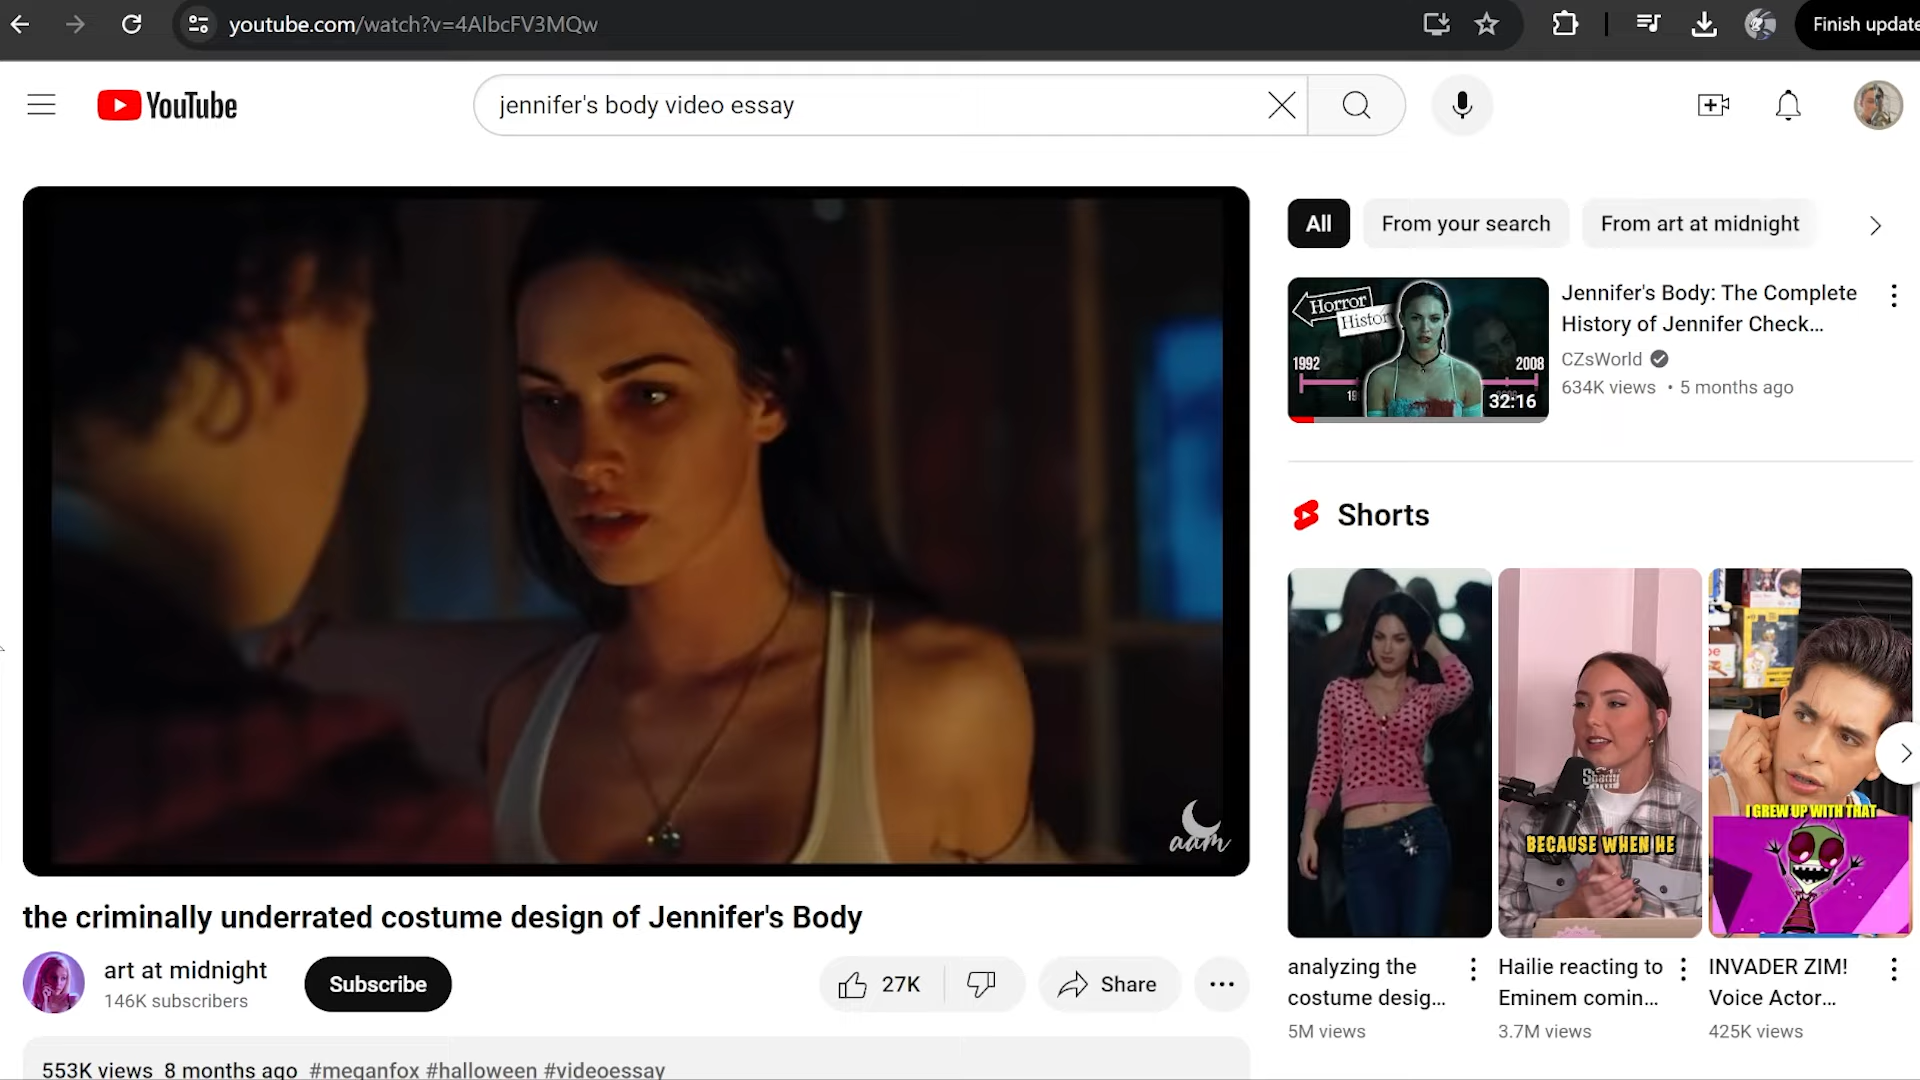 youtube.com/watch?v=4AIbcFV3MQw
Finish update
YouTube
jennifer's body video essay
aam
the criminally underrated costume design of Jennifer's Body
art at midnight
146K subscribers
Subscribe
27K
Share
553K views 8 months ago #meganfox #halloween #videoessay
All
From your search
From art at midnight
Horror
History
1992
2008
32:16
Jennifer's Body: The Complete
History of Jennifer Check...
CZsWorld
634K views • 5 months ago
Shorts
BECAUSE WHEN HE
I GREW UP WITH THAT
analyzing the
costume desig...
5M views
Hailie reacting to
Eminem comin...
3.7M views
INVADER ZIM!
Voice Actor...
425K views